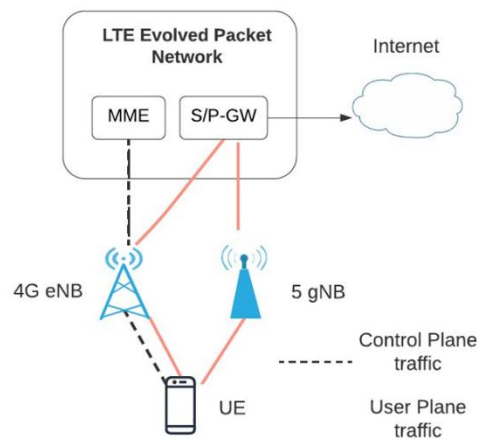 LTE Evolved Packet
Network
Internet
MME
S/P-GW
4G eNB
5 gNB
Control Plane
traffic
UE
User Plane
traffic